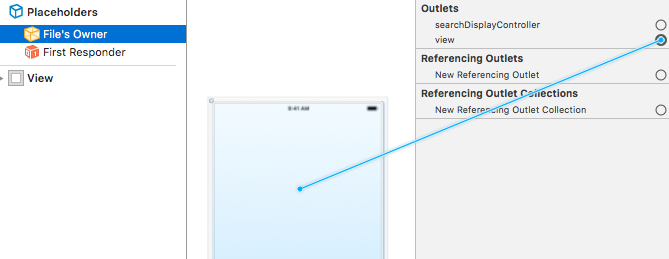 Placeholders
File's Owner
First Responder
View
9:41 AM
Outlets
searchDisplayController
view
Referencing Outlets
New Referencing Outlet
Referencing Outlet Collections
New Referencing Outlet Collection